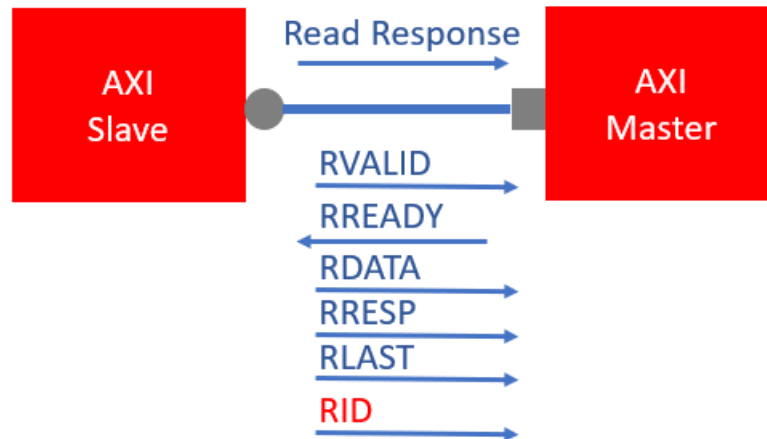 Read Response
AXI
Slave
AXI
Master
RVALID
RREADY
RDATA
RRESP
RLAST
RID